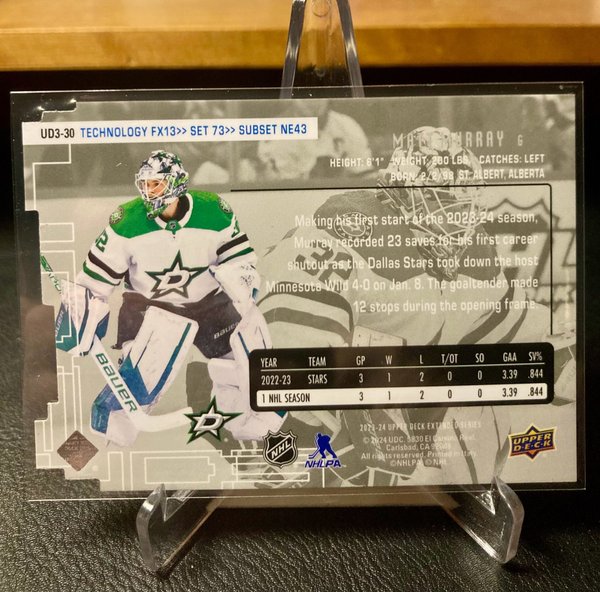 UD3-30 TECHNOLOGY FX13>> SET 73>> SUBSET NE43
MATT MURRAY G
HEIGHT: 6'1" WEIGHT: 200 LBS. CATCHES: LEFT
BORN: 2/2/98 ST. ALBERT, ALBERTA
Making his first start of the 2023-24 season,
Murray recorded 23 saves for his first career
shutout as the Dallas Stars took down the host
Minnesota Wild 4-0 on Jan. 8. The goaltender made
12 stops during the opening frame.
YEAR TEAM GP W L T/OT SO GAA SV%
2022-23 STARS 3 1 2 0 0 3.39 .844
1 NHL SEASON 3 1 2 0 0 3.39 .844
2023-24 UPPER DECK EXTENDED SERIES
© 2024 UDC. 5830 El Camino Real,
Carlsbad, CA 92008.
All rights reserved. Printed in Italy
©NHLPA ©NHL
UPPER DECK
NHL
NHLPA
BAUER
D